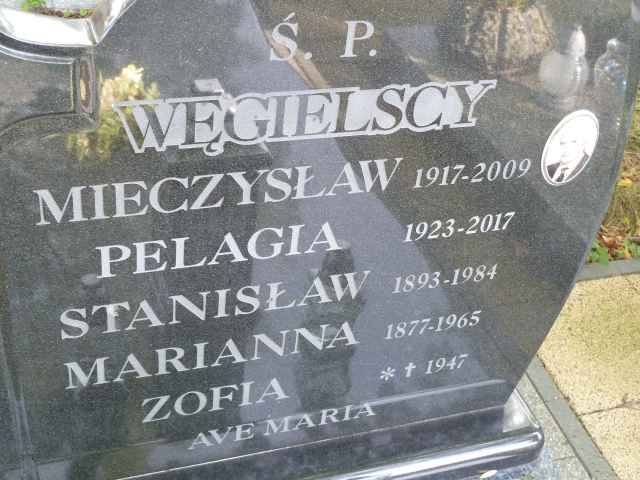 Ś. P.
WĘGIELSCY
MIECZYSŁAW 1917-2009
PELAGIA 1923-2017
STANISŁAW 1893-1984
MARIANNA 1877-1965
ZOFIA * † 1947
AVE MARIA